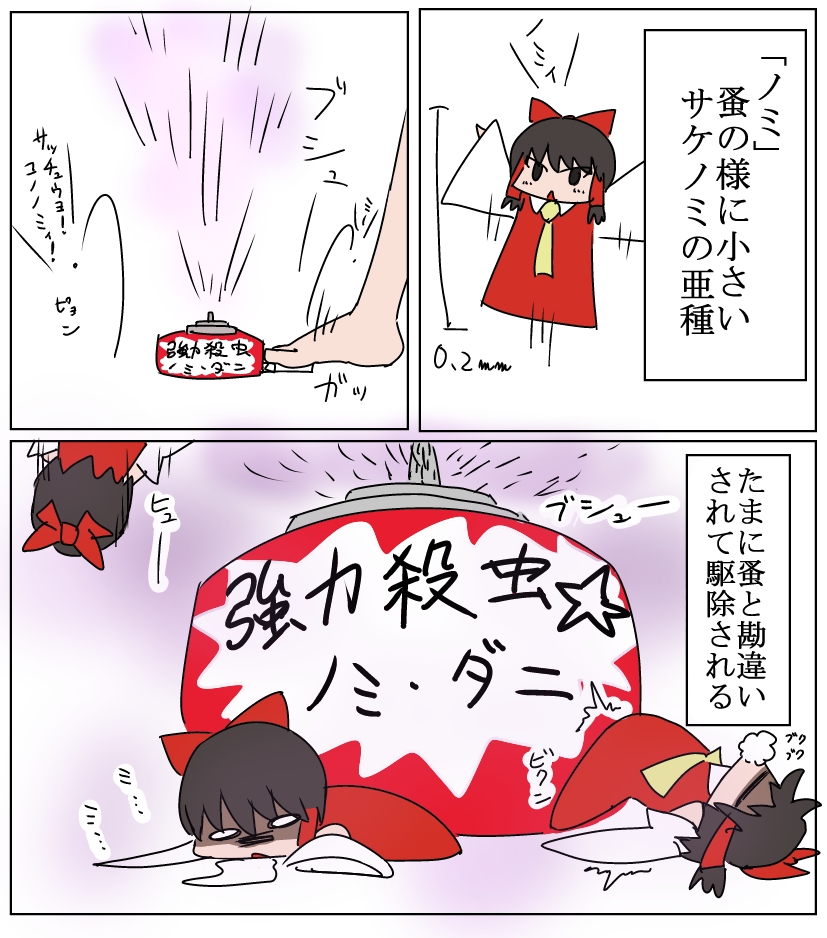 「ノミ」
蚤の様に小さい
サケノミの亜種
ノミィ
0.2mm
ブシュー
ガッ
サッチュウヨ!
コノノミィ!
ピョン
強力殺虫
ノミ・ダニ
たまに蚤と勘違い
されて駆除される
ブシュー
ヒュー
強力殺虫☆
ノミ・ダニ
ビクン
ブク
ブク
ミ…
ミ…